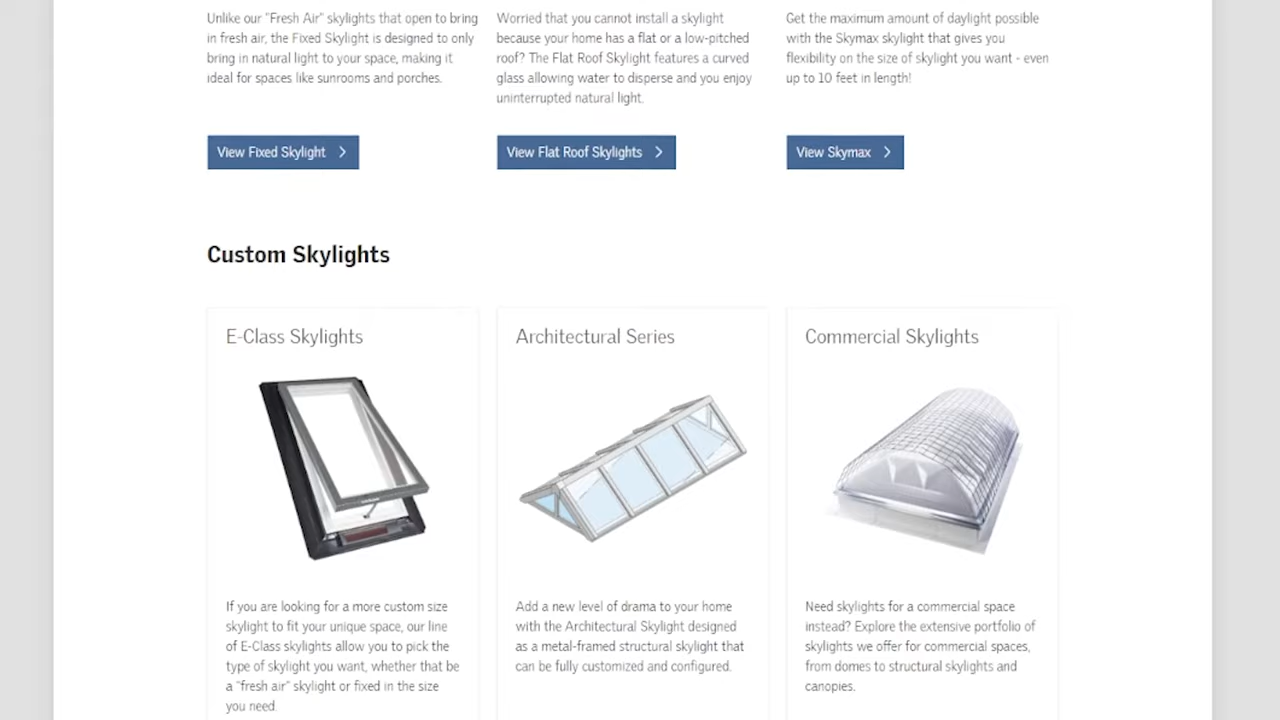 Unlike our "Fresh Air" skylights that open to bring
in fresh air, the Fixed Skylight is designed to only
bring in natural light to your space, making it
ideal for spaces like sunrooms and porches.
View Fixed Skylight
Worried that you cannot install a skylight
because your home has a flat or a low-pitched
roof? The Flat Roof Skylight features a curved
glass allowing water to disperse and you enjoy
uninterrupted natural light.
View Flat Roof Skylights
Get the maximum amount of daylight possible
with the Skymax skylight that gives you
flexibility on the size of skylight you want - even
up to 10 feet in length!
View Skymax
Custom Skylights
E-Class Skylights
If you are looking for a more custom size
skylight to fit your unique space, our line
of E-Class skylights allow you to pick the
type of skylight you want, whether that be
a "fresh air" skylight or fixed in the size
you need.
Architectural Series
Add a new level of drama to your home
with the Architectural Skylight designed
as a metal-framed structural skylight that
can be fully customized and configured.
Commercial Skylights
Need skylights for a commercial space
instead? Explore the extensive portfolio of
skylights we offer for commercial spaces,
from domes to structural skylights and
canopies.